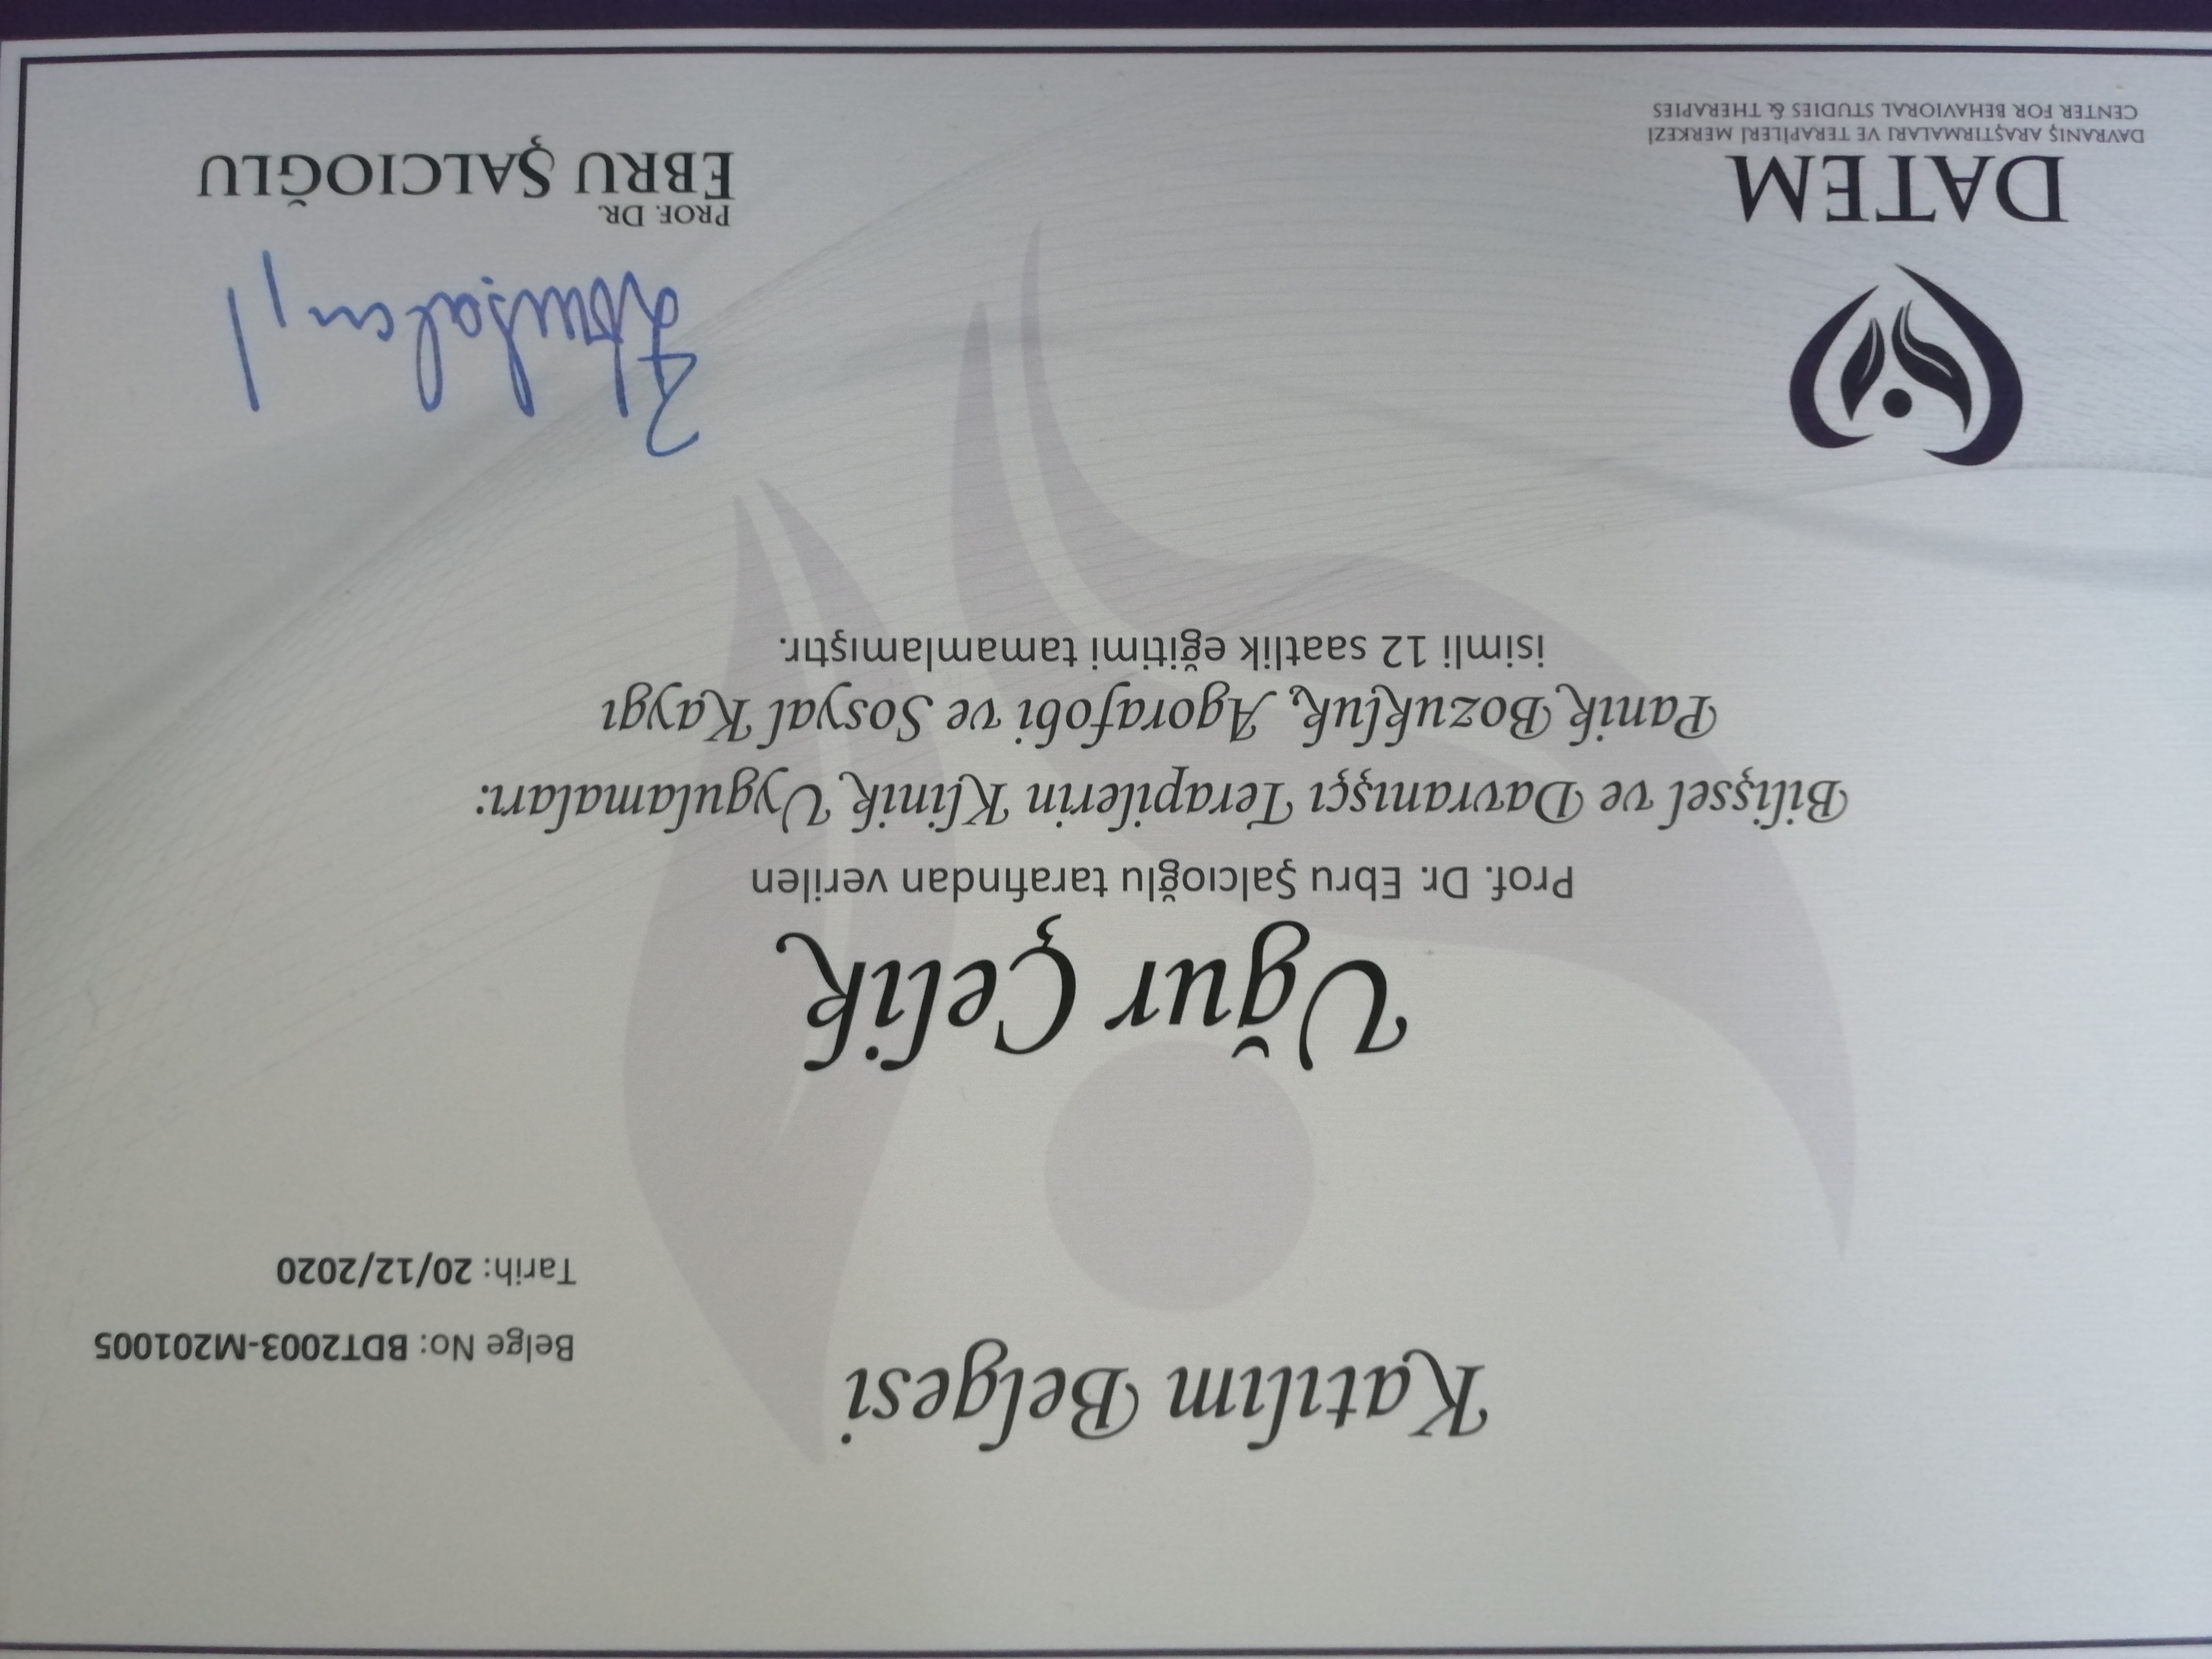 Katılım Belgesi
Belge No: BDT2003-M201005
Tarih: 20/12/2020
Uğur Çelik
Prof. Dr. Ebru Şalcıoğlu tarafından verilen
Bilişsel ve Davranışçı Terapilerin Klinik Uygulamaları:
Panik Bozukluk, Agorafobi ve Sosyal Kaygı
isimli 12 saatlik eğitimi tamamlamıştır.
DATEM
DAVRANIŞ ARAŞTIRMALARI VE TERAPİLERİ MERKEZİ
CENTER FOR BEHAVIORAL STUDIES & THERAPIES
PROF. DR.
EBRU ŞALCIOĞLU